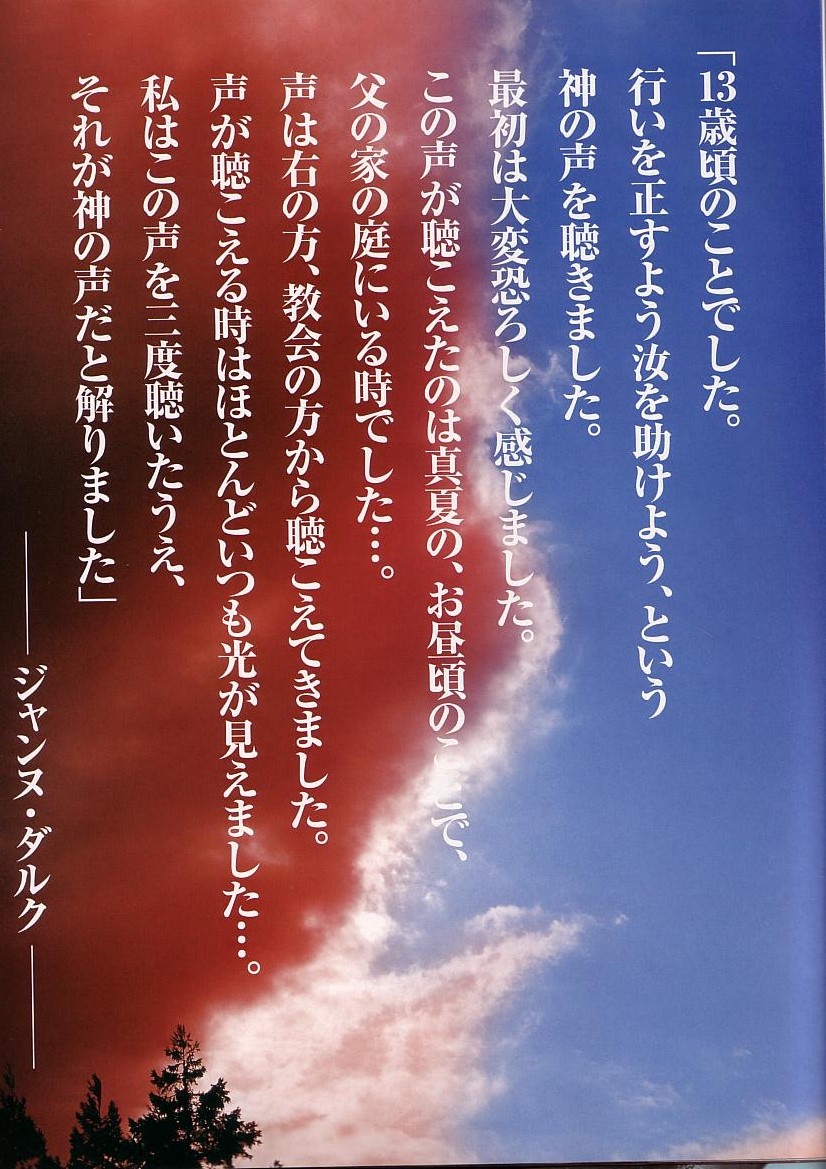 「13歳頃のことでした。
行いを正すよう汝を助けよう、という
神の声を聴きました。
最初は大変恐ろしく感じました。
この声が聴こえたのは真夏の、お昼頃のことで、
父の家の庭にいる時でした…。
声は右の方、教会の方から聴こえてきました。
声が聴こえる時はほとんどいつも光が見えました…。
私はこの声を三度聴いたうえ、
それが神の声だと解りました」
――ジャンヌ・ダルク――